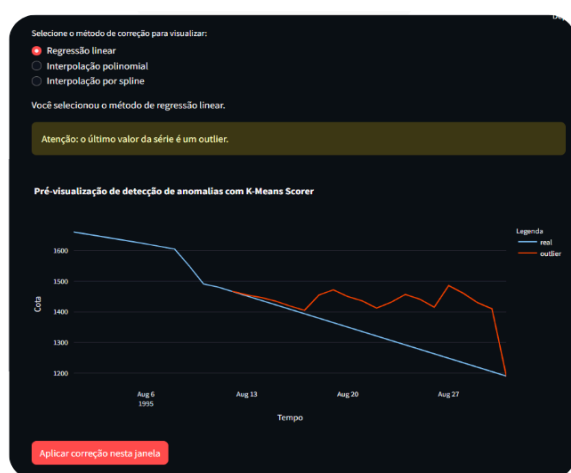 Selecione o método de correção para visualizar:
Regressão linear
Interpolação polinomial
Interpolação por spline
Você selecionou o método de regressão linear.
Atenção: o último valor da série é um outlier.
Pré-visualização de detecção de anomalias com K-Means Scorer
Legenda
real
outlier
1600
1500
1400
1300
1200
Cota
Aug 6
1995
Aug 13
Aug 20
Aug 27
Tempo
Aplicar correção nesta janela